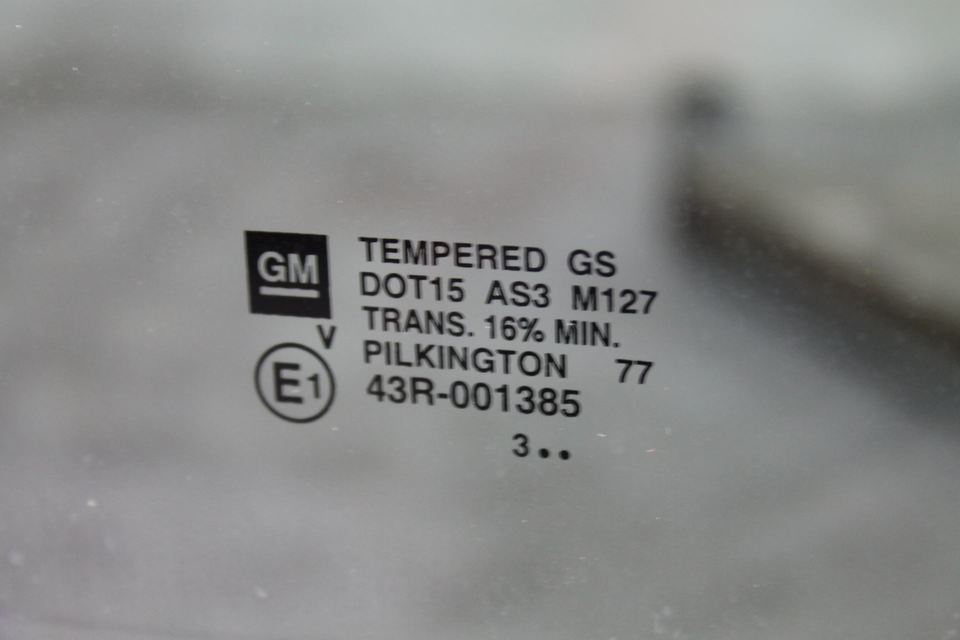 GM
TEMPERED GS
DOT15 AS3 M127
TRANS. 16% MIN.
V
PILKINGTON 77
E1
43R-001385
3..